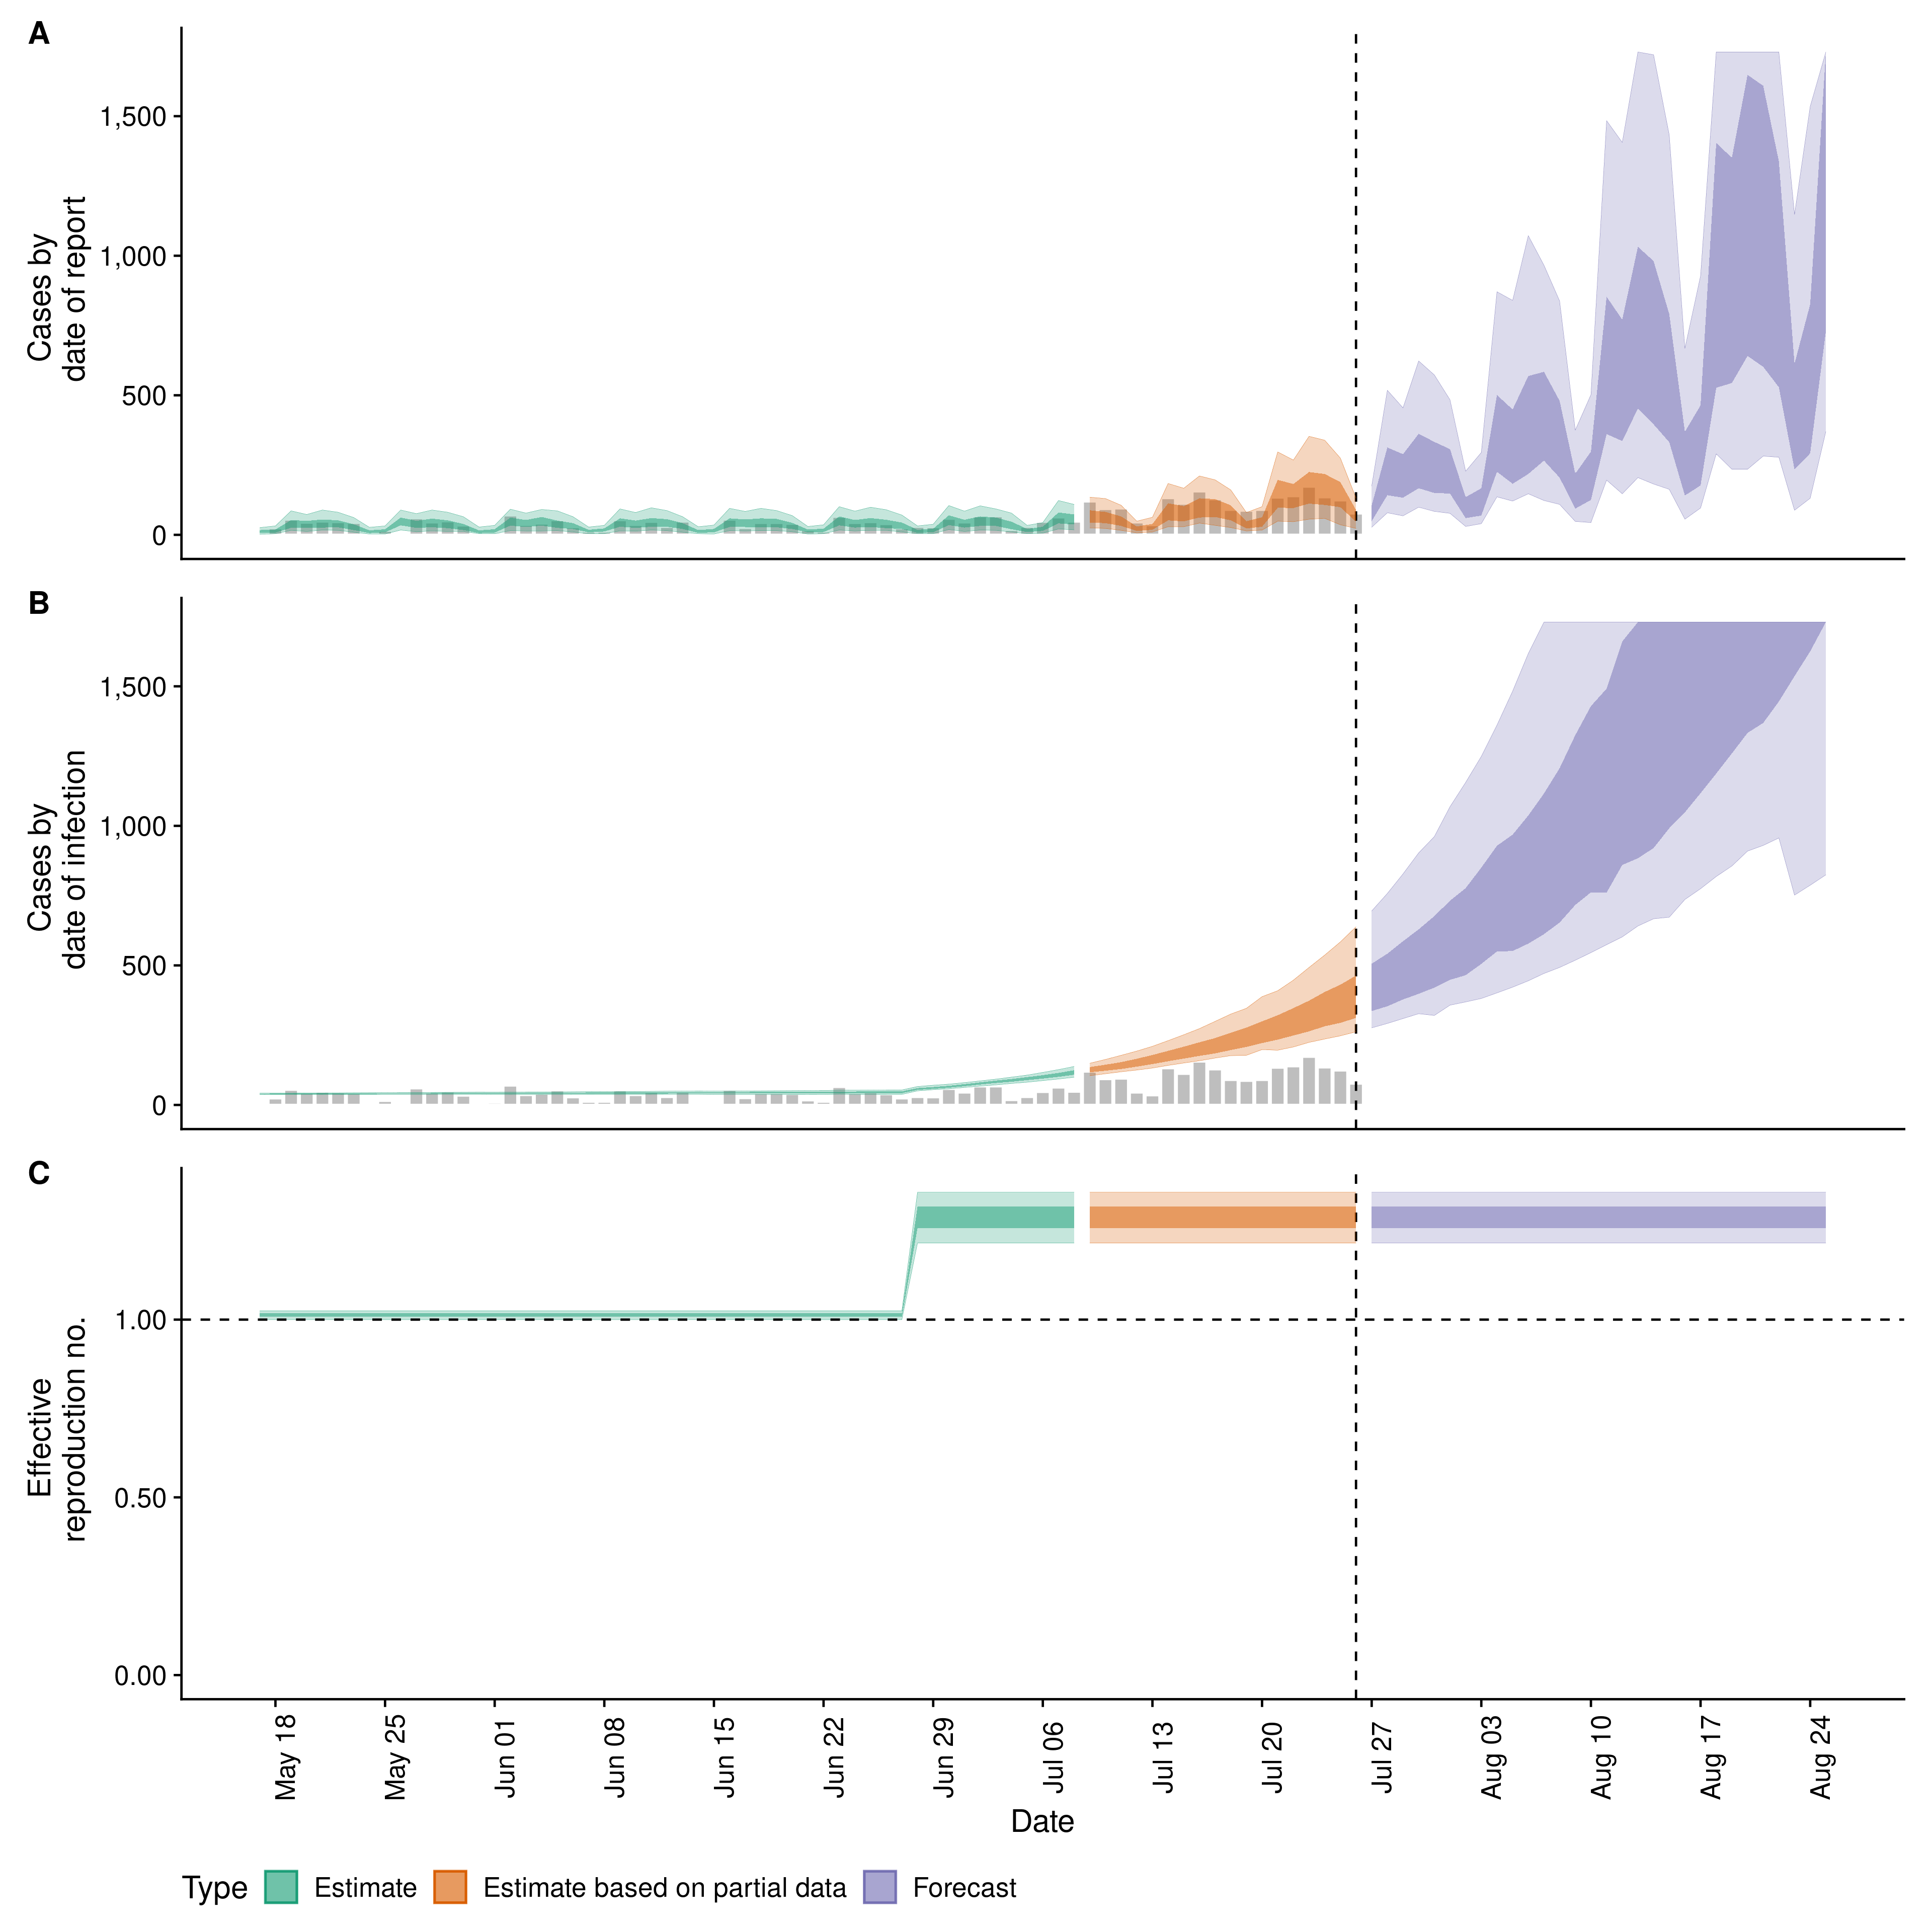 A
Cases by
date of report
1,500
1,000
500
0
B
Cases by
date of infection
1,500
1,000
500
0
C
Effective
reproduction no.
1.00
0.50
0.00
May 18
May 25
Jun 01
Jun 08
Jun 15
Jun 22
Jun 29
Jul 06
Jul 13
Jul 20
Jul 27
Aug 03
Aug 10
Aug 17
Aug 24
Date
Type Estimate Estimate based on partial data Forecast